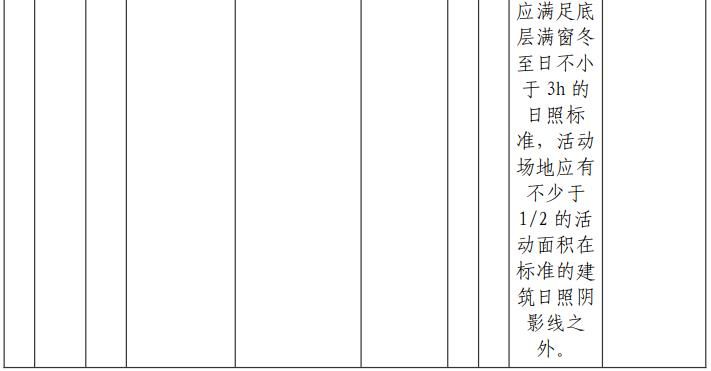 应满足底
层满窗冬
至日不小
于 3h 的
日照标
准，活动
场地应有
不少于
1/2 的活
动面积在
标准的建
筑日照阴
影线之
外。